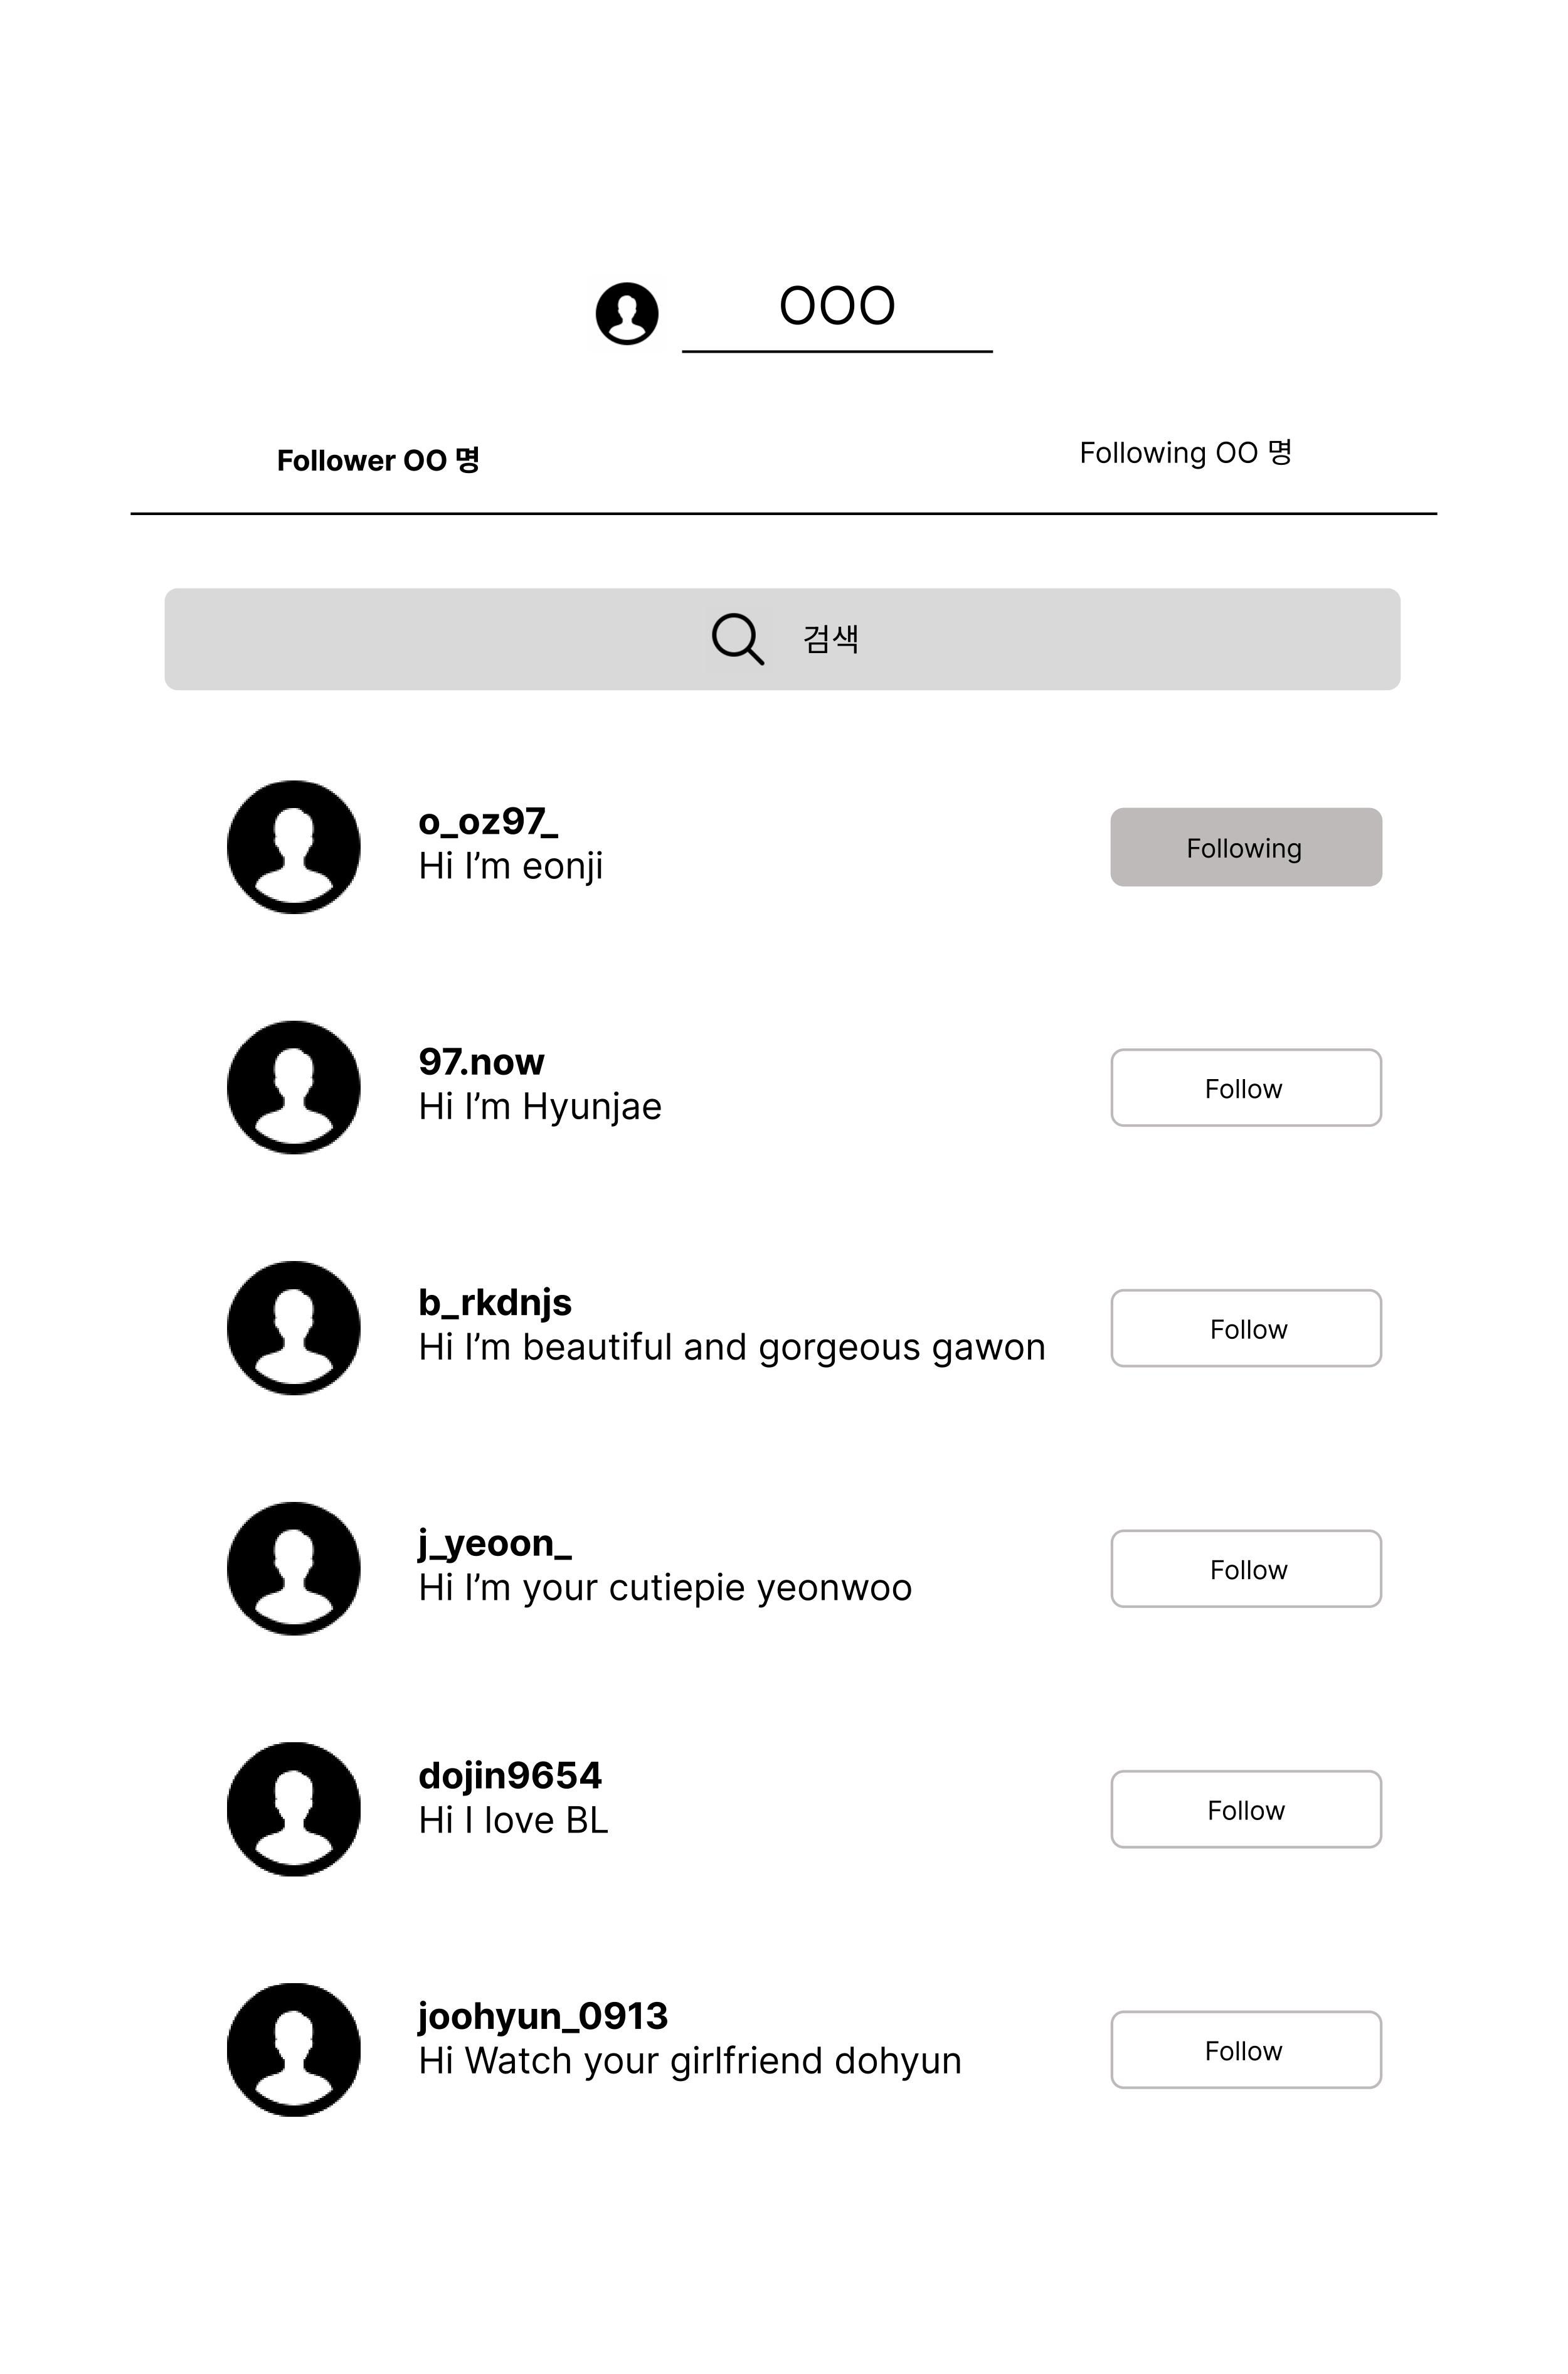 OOO
Follower OO 명
Following OO 명
검색
o_oz97_
Hi I’m eonji
Following
97.now
Hi I’m Hyunjae
Follow
b_rkdnjs
Hi I’m beautiful and gorgeous gawon
Follow
j_yeoon_
Hi I’m your cutiepie yeonwoo
Follow
dojin9654
Hi I love BL
Follow
joohyun_0913
Hi Watch your girlfriend dohyun
Follow